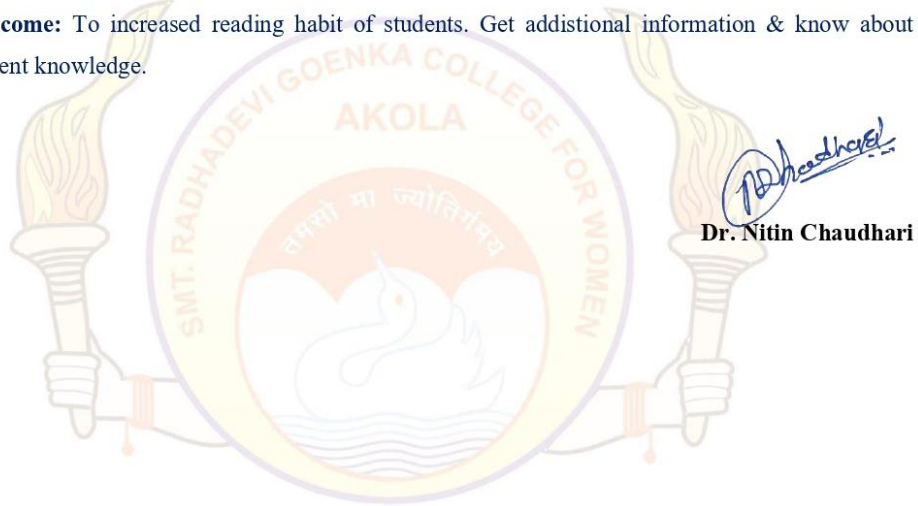 come: To increased reading habit of students. Get addistional information & know about
ent knowledge.
SMT. RADHADEVI GOENKA COLLEGE FOR WOMEN
AKOLA
तमसो मा ज्योतिर्गमय
Dr. Nitin Chaudhari